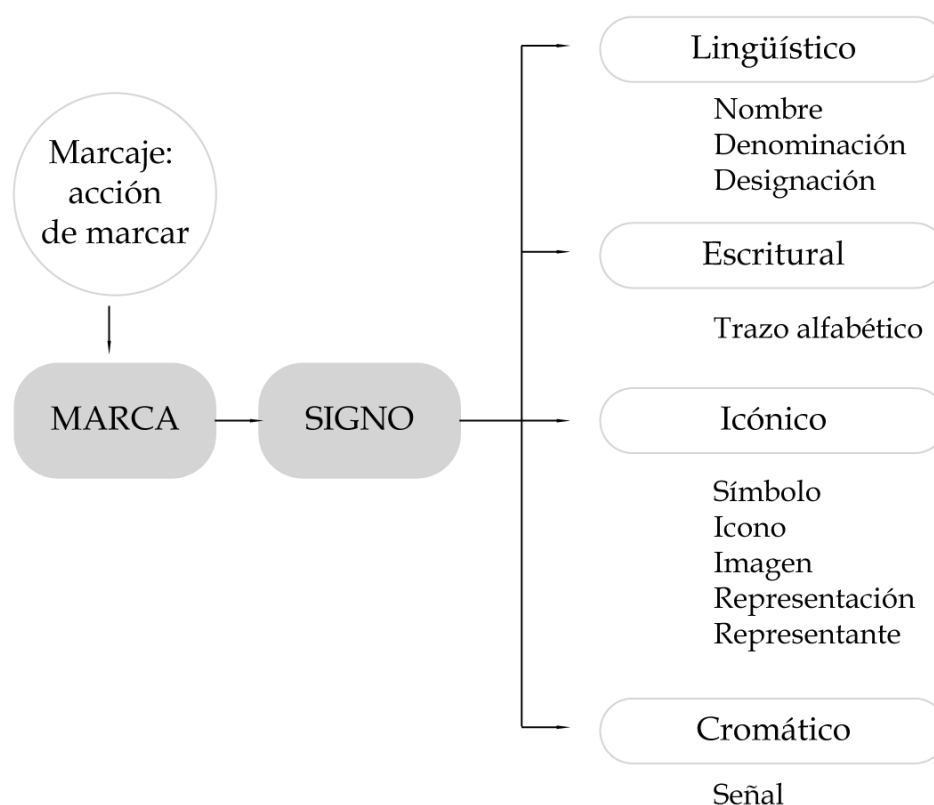 Marcaje:
acción
de marcar
MARCA
SIGNO
Lingüístico
Nombre
Denominación
Designación
Escritural
Trazo alfabético
Icónico
Símbolo
Icono
Imagen
Representación
Representante
Cromático
Señal